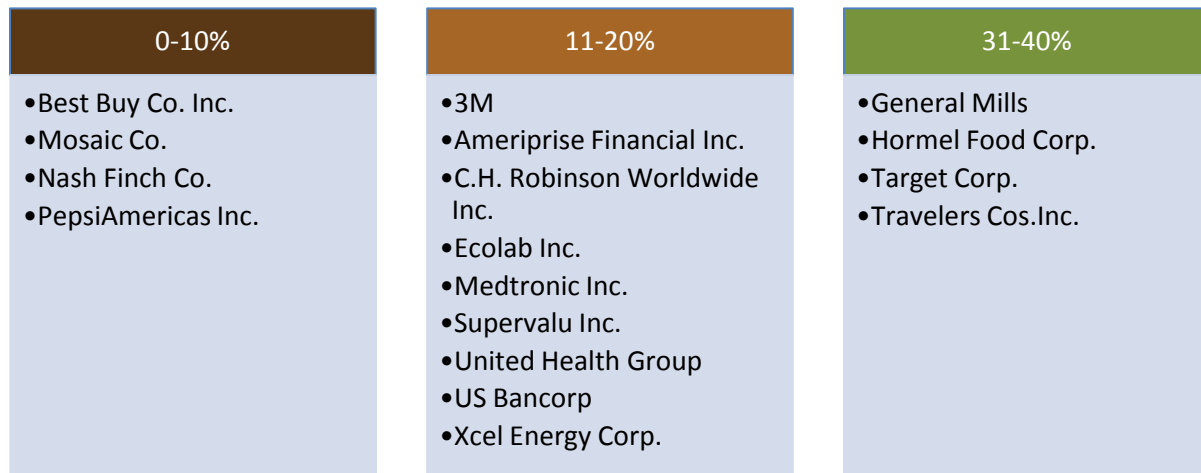 0-10%
•Best Buy Co. Inc.
•Mosaic Co.
•Nash Finch Co.
•PepsiAmericas Inc.
11-20%
•3M
•Ameriprise Financial Inc.
•C.H. Robinson Worldwide
Inc.
•Ecolab Inc.
•Medtronic Inc.
•Supervalu Inc.
•United Health Group
•US Bancorp
•Xcel Energy Corp.
31-40%
•General Mills
•Hormel Food Corp.
•Target Corp.
•Travelers Cos.Inc.